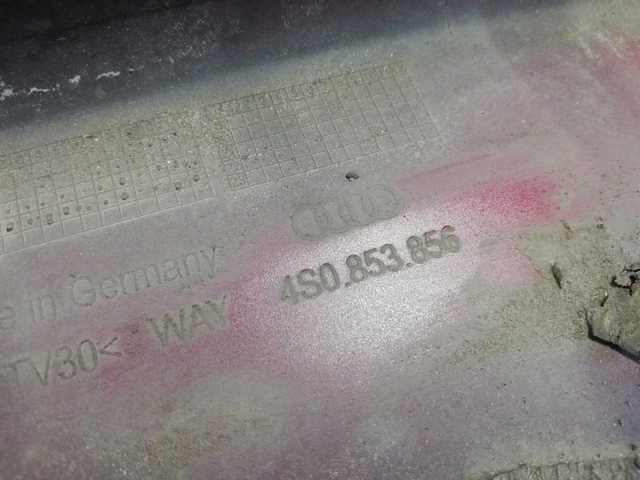 e in Germany
4S0.853.856
TV30< WAY